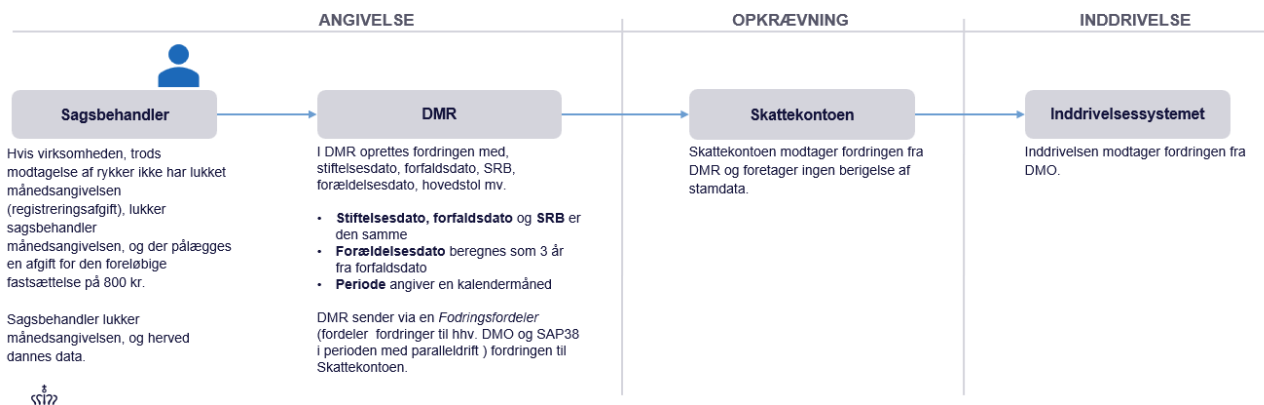 ANGIVELSE
OPKRÆVNING
INDDRIVELSE
Sagsbehandler
DMR
Skattekontoen
Inddrivelsessystemet
Hvis virksomheden, trods
modtagelse af rykker ikke har lukket
månedsangivelsen
(registreringsafgift), lukker
sagsbehandler
månedsangivelsen, og der pålægges
en afgift for den foreløbige
fastsættelse på 800 kr.
Sagsbehandler lukker
månedsangivelsen, og herved
dannes data.
I DMR oprettes fordringen med,
stiftelsesdato, forfaldsdato, SRB,
forældelsesdato, hovedstol mv.
• Stiftelsesdato, forfaldsdato og SRB er
den samme
• Forældelsesdato beregnes som 3 år
fra forfaldsdato
• Periode angiver en kalendermåned
DMR sender via en Fodringsfordeler
(fordeler fordringer til hhv. DMO og SAP38
i perioden med paralleldrift ) fordringen til
Skattekontoen.
Skattekontoen modtager fordringen fra
DMR og foretager ingen berigelse af
stamdata.
Inddrivelsen modtager fordringen fra
DMO.